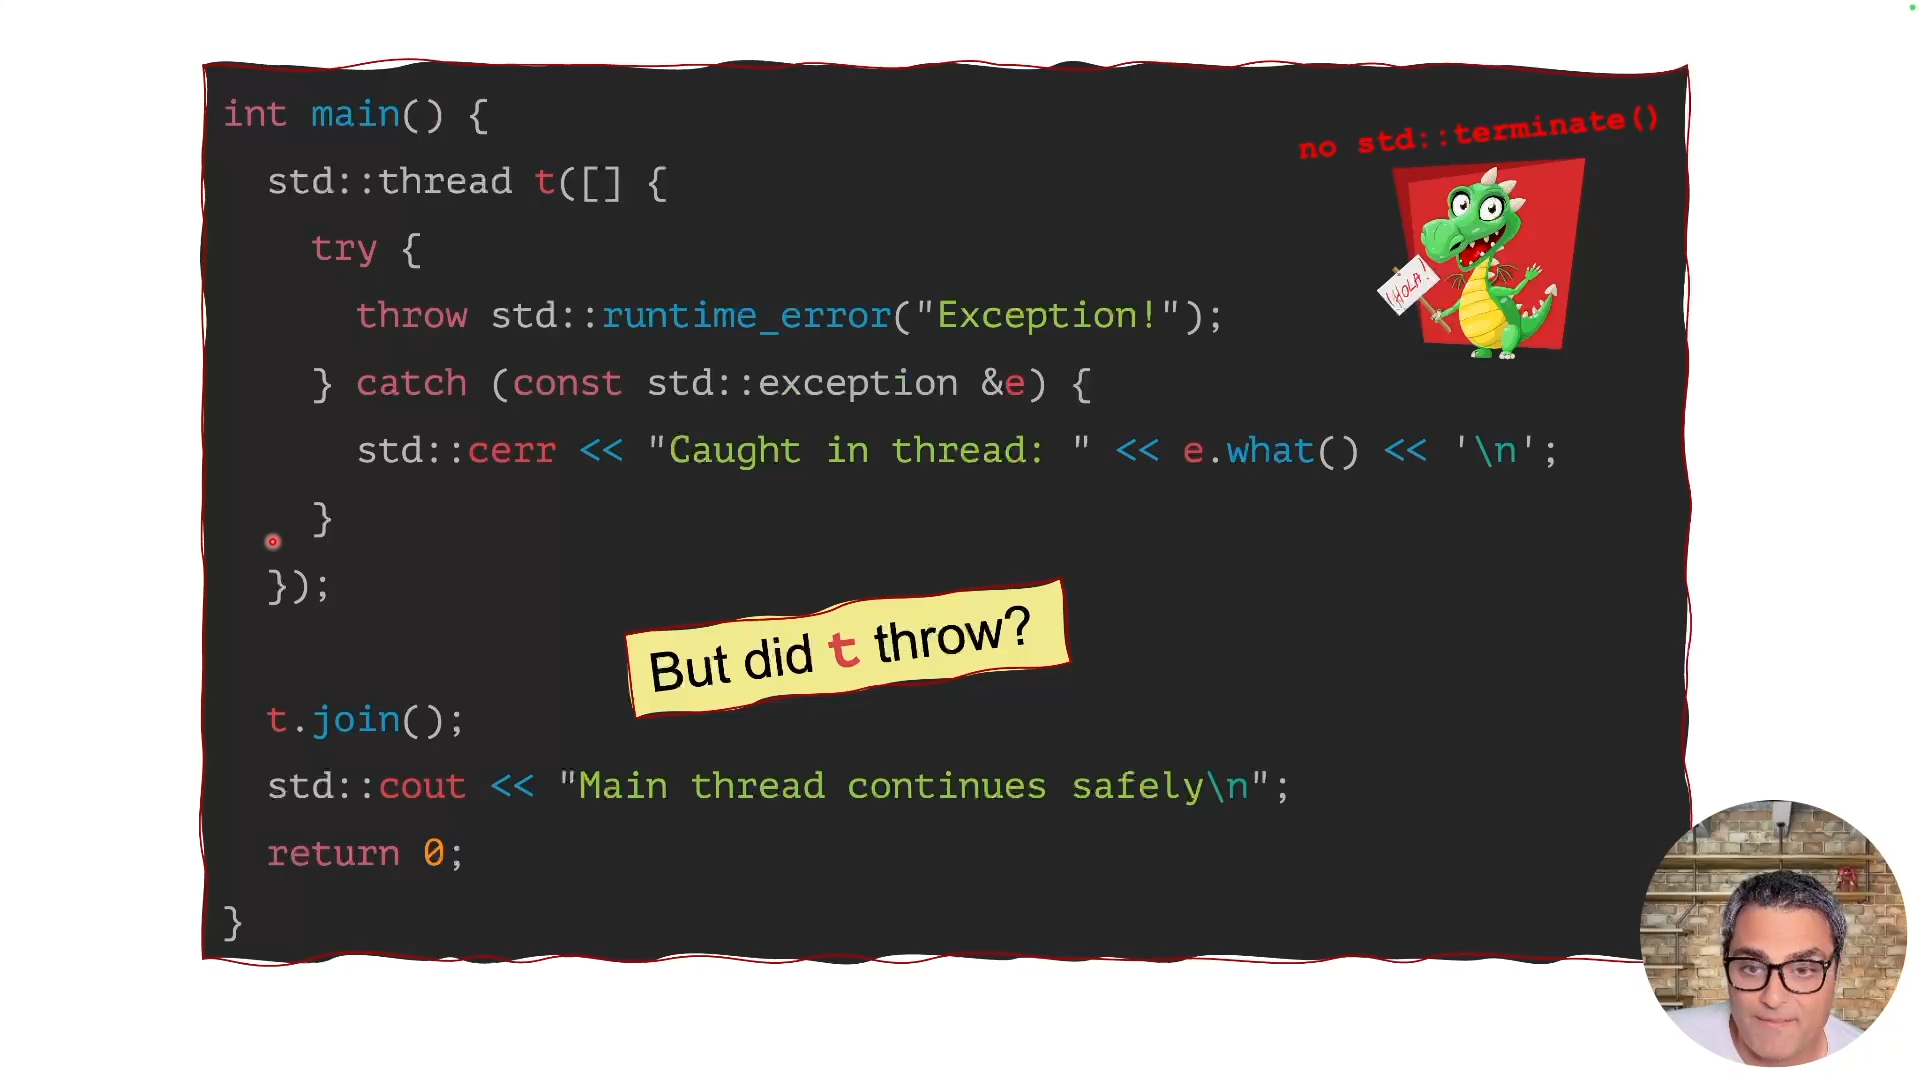 int main() {
no std::terminate()
std::thread t([] {
try {
¡HOLA!
throw std::runtime_error("Exception!");
} catch (const std::exception &e) {
std::cerr << "Caught in thread: " << e.what() << '\n';
}
});
But did t throw?
t.join();
std::cout << "Main thread continues safely\n";
return 0;
}